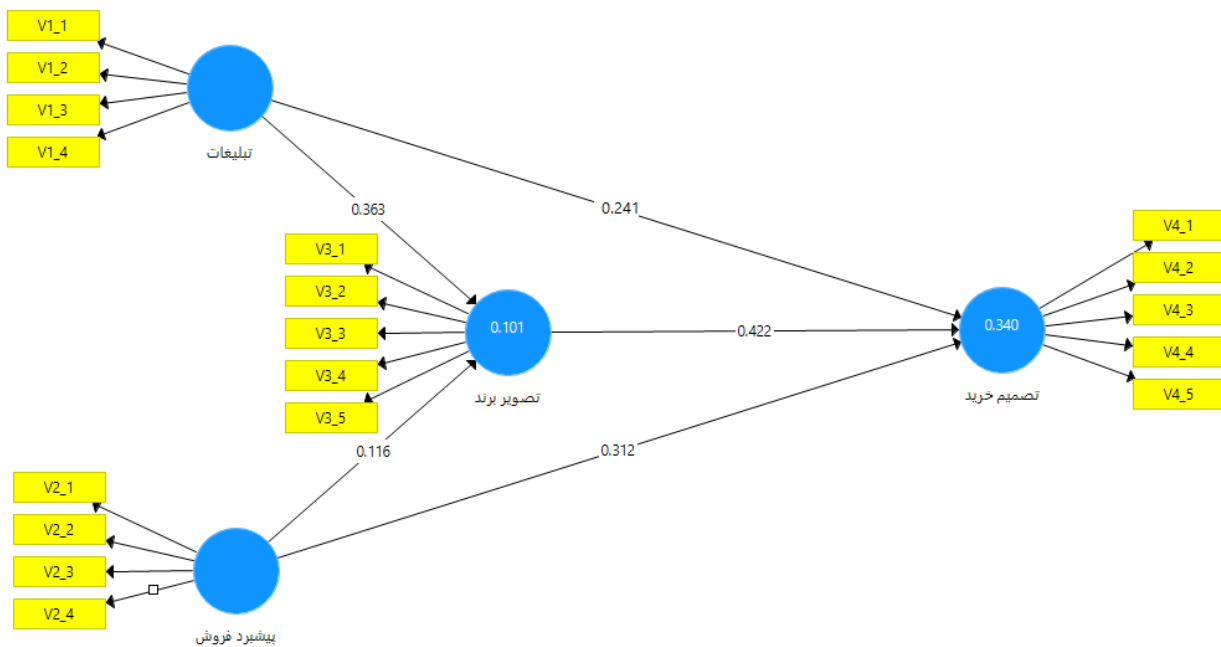 V1_1
V1_2
V1_3
V1_4
تبلیغات
0.363
0.241
V3_1
V3_2
V3_3
V3_4
V3_5
0.101
تصویر برند
0.422
0.340
تصمیم خرید
V4_1
V4_2
V4_3
V4_4
V4_5
0.116
0.312
V2_1
V2_2
V2_3
V2_4
پیشبرد فروش